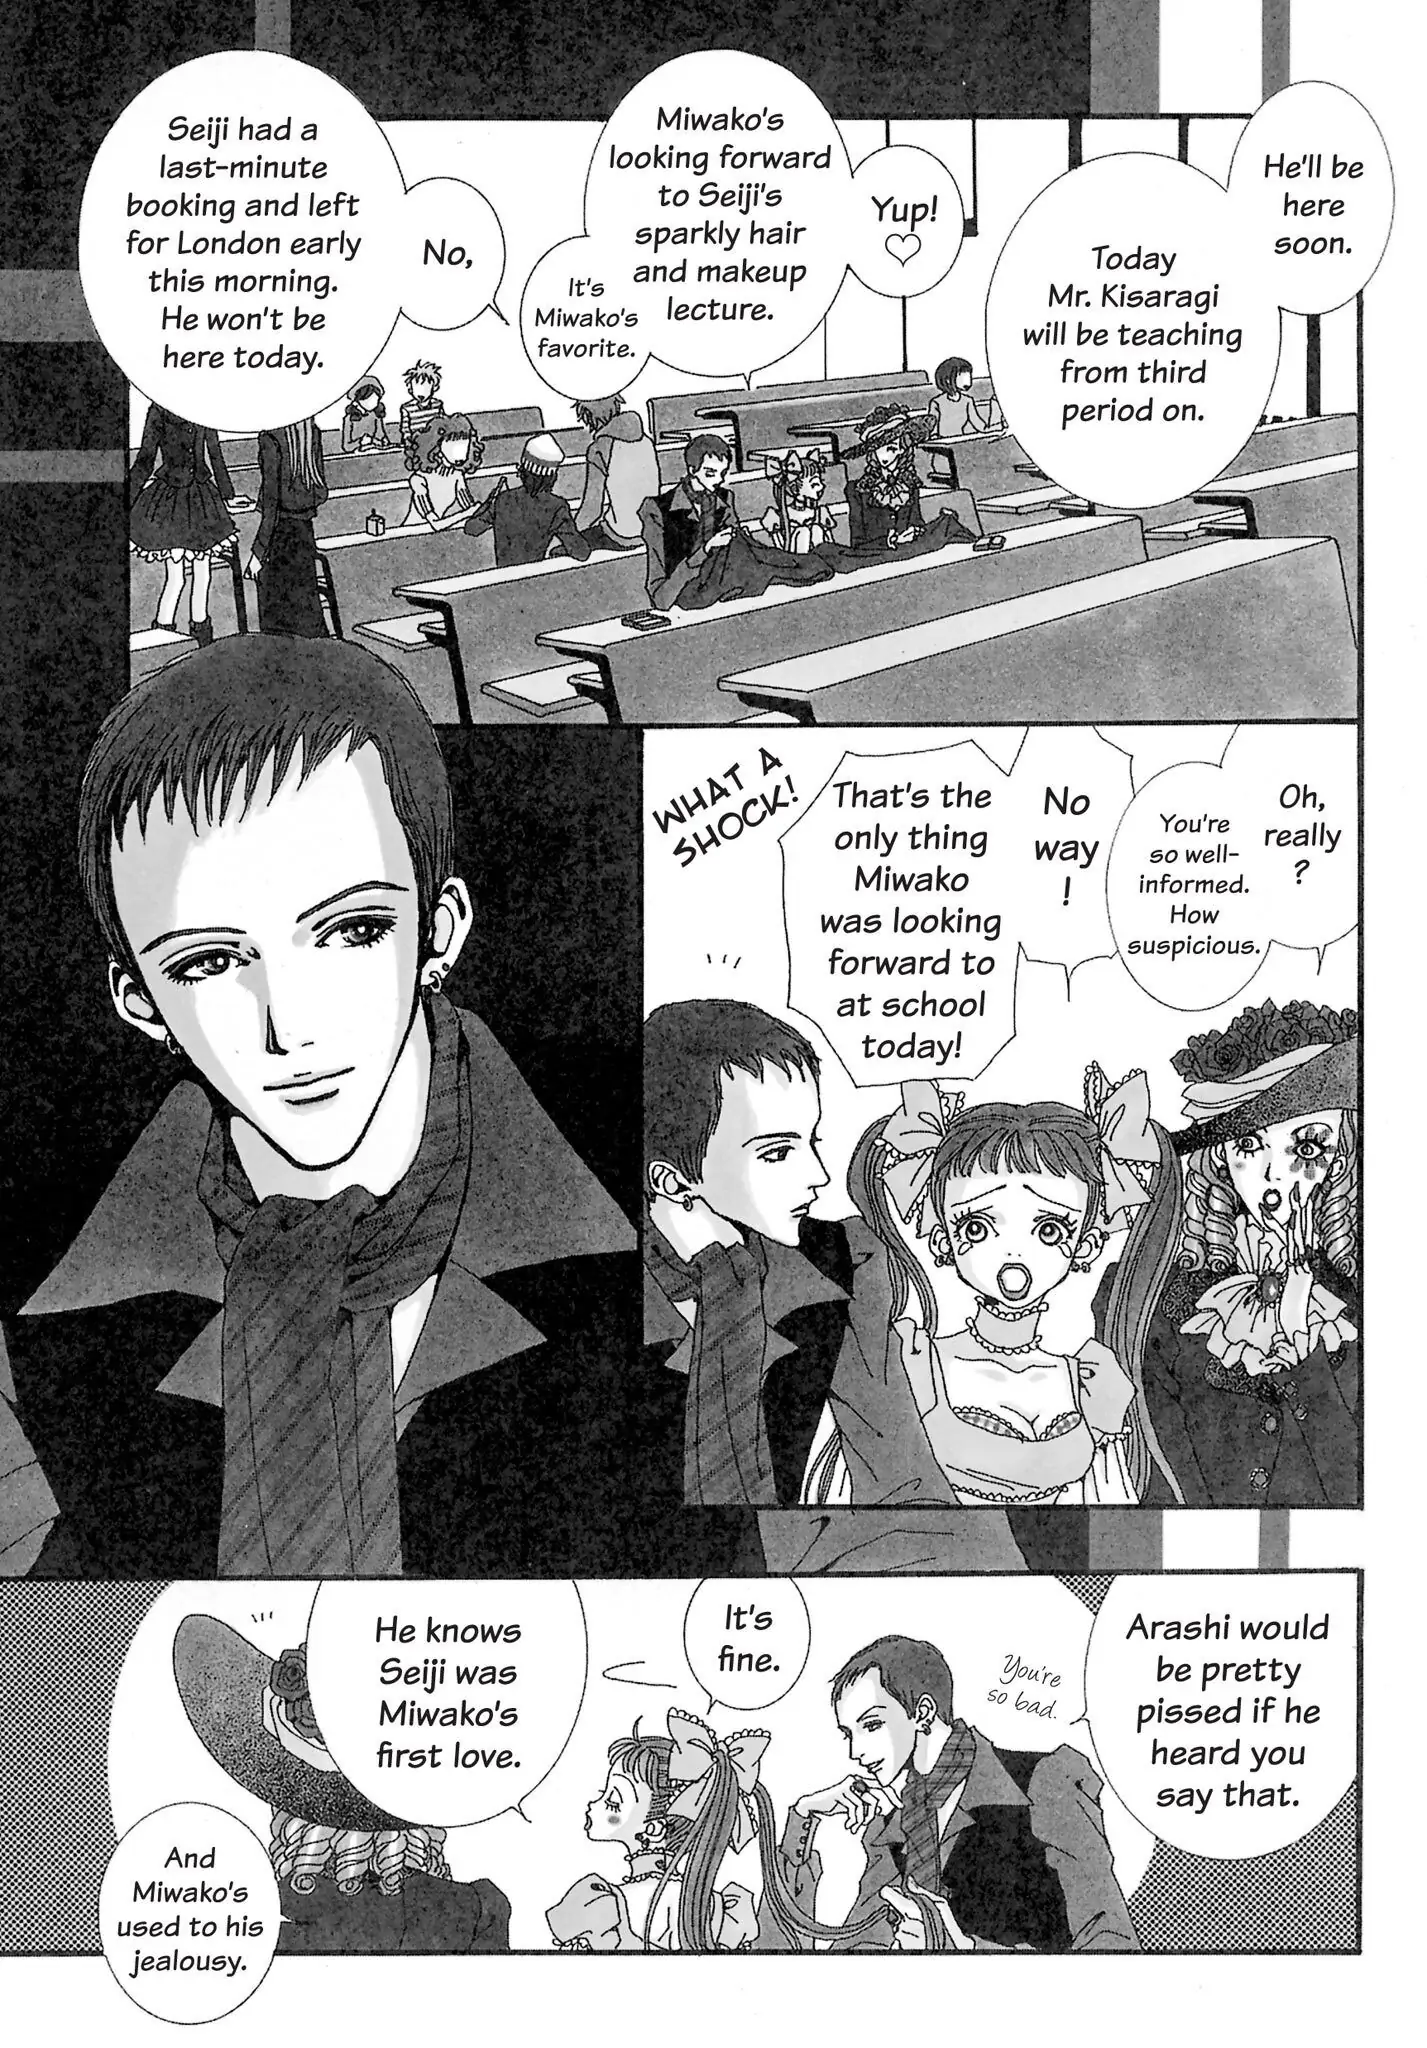 He'll be
here
soon.
Today
Mr. Kisaragi
will be teaching
from third
period on.
Yup!
♡
Miwako's
looking forward
to Seiji's
sparkly hair
and makeup
lecture.
It's
Miwako's
favorite.
No,
Seiji had a
last-minute
booking and left
for London early
this morning.
He won't be
here today.
Oh,
really
?
You're
so well-
informed.
How
suspicious.
No
way
!
That's the
only thing
Miwako
was looking
forward to
at school
today!
WHAT A
SHOCK!
Arashi would
be pretty
pissed if he
heard you
say that.
You're
so bad.
It's
fine.
He knows
Seiji was
Miwako's
first love.
And
Miwako's
used to his
jealousy.